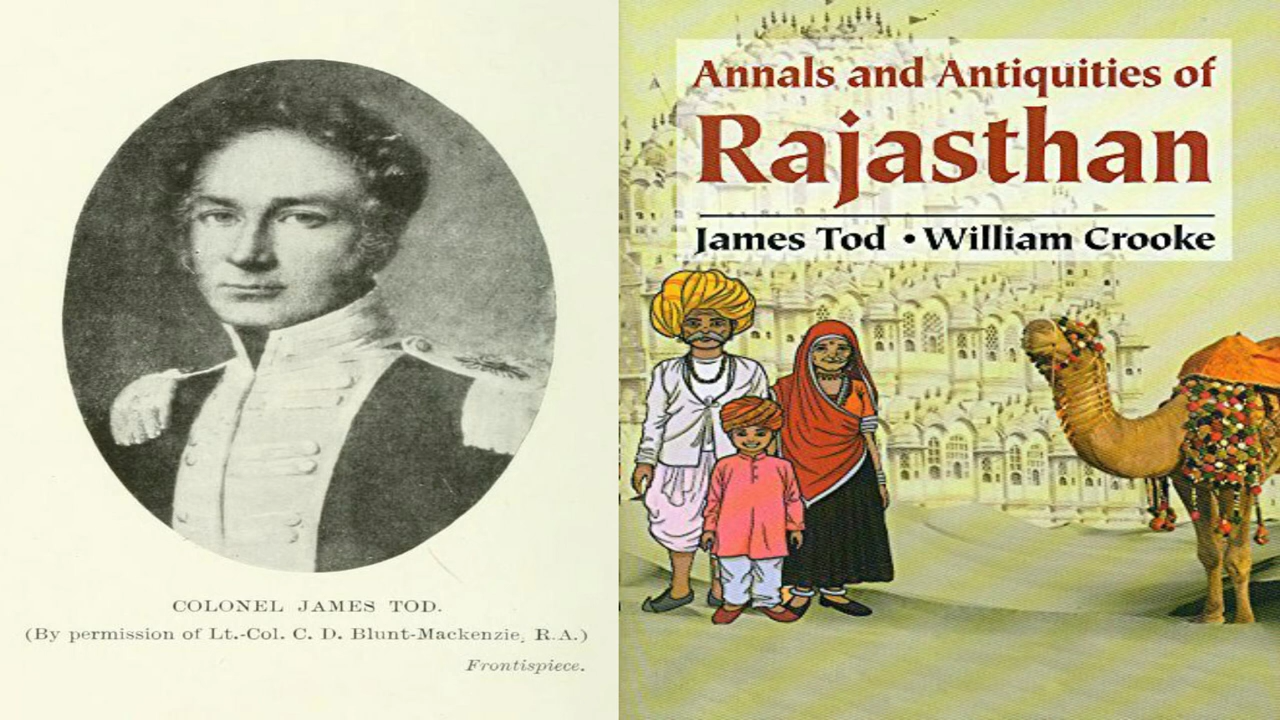 COLONEL JAMES TOD.
(By permission of Lt.-Col. C. D. Blunt-Mackenzie, R.A.)
Frontispiece.
Annals and Antiquities of
Rajasthan
James Tod • William Crooke